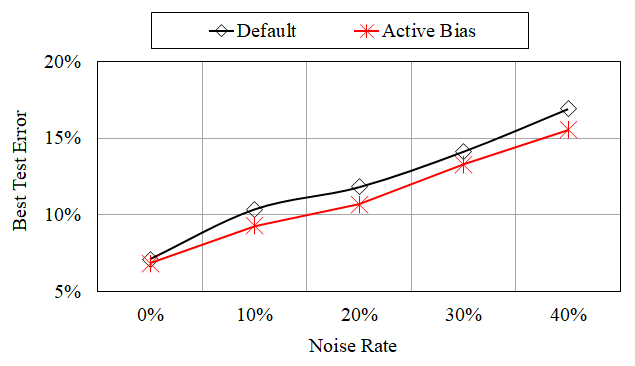 Default Active Bias
20%
15%
10%
5%
Best Test Error
0% 10% 20% 30% 40%
Noise Rate